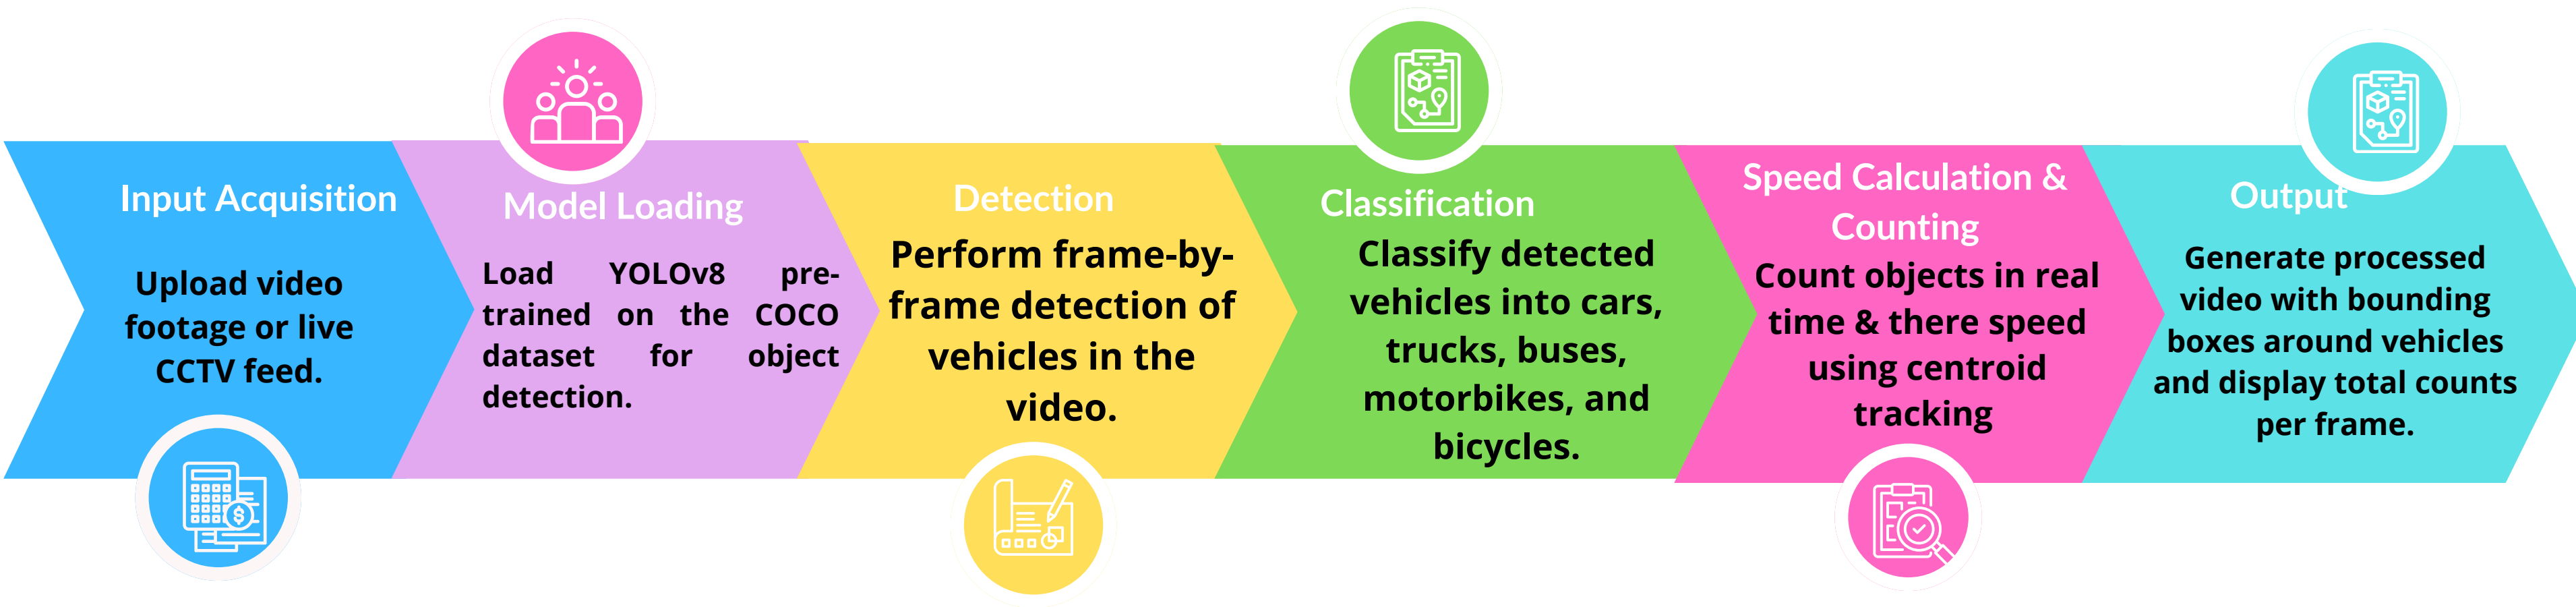 Input Acquisition
Upload video
footage or live
CCTV feed.
Model Loading
Load YOLOv8 pre-
trained on the COCO
dataset for object
detection.
Detection
Perform frame-by-
frame detection of
vehicles in the
video.
Classification
Classify detected
vehicles into cars,
trucks, buses,
motorbikes, and
bicycles.
Speed Calculation &
Counting
Count objects in real
time & there speed
using centroid
tracking
Output
Generate processed
video with bounding
boxes around vehicles
and display total counts
per frame.
$